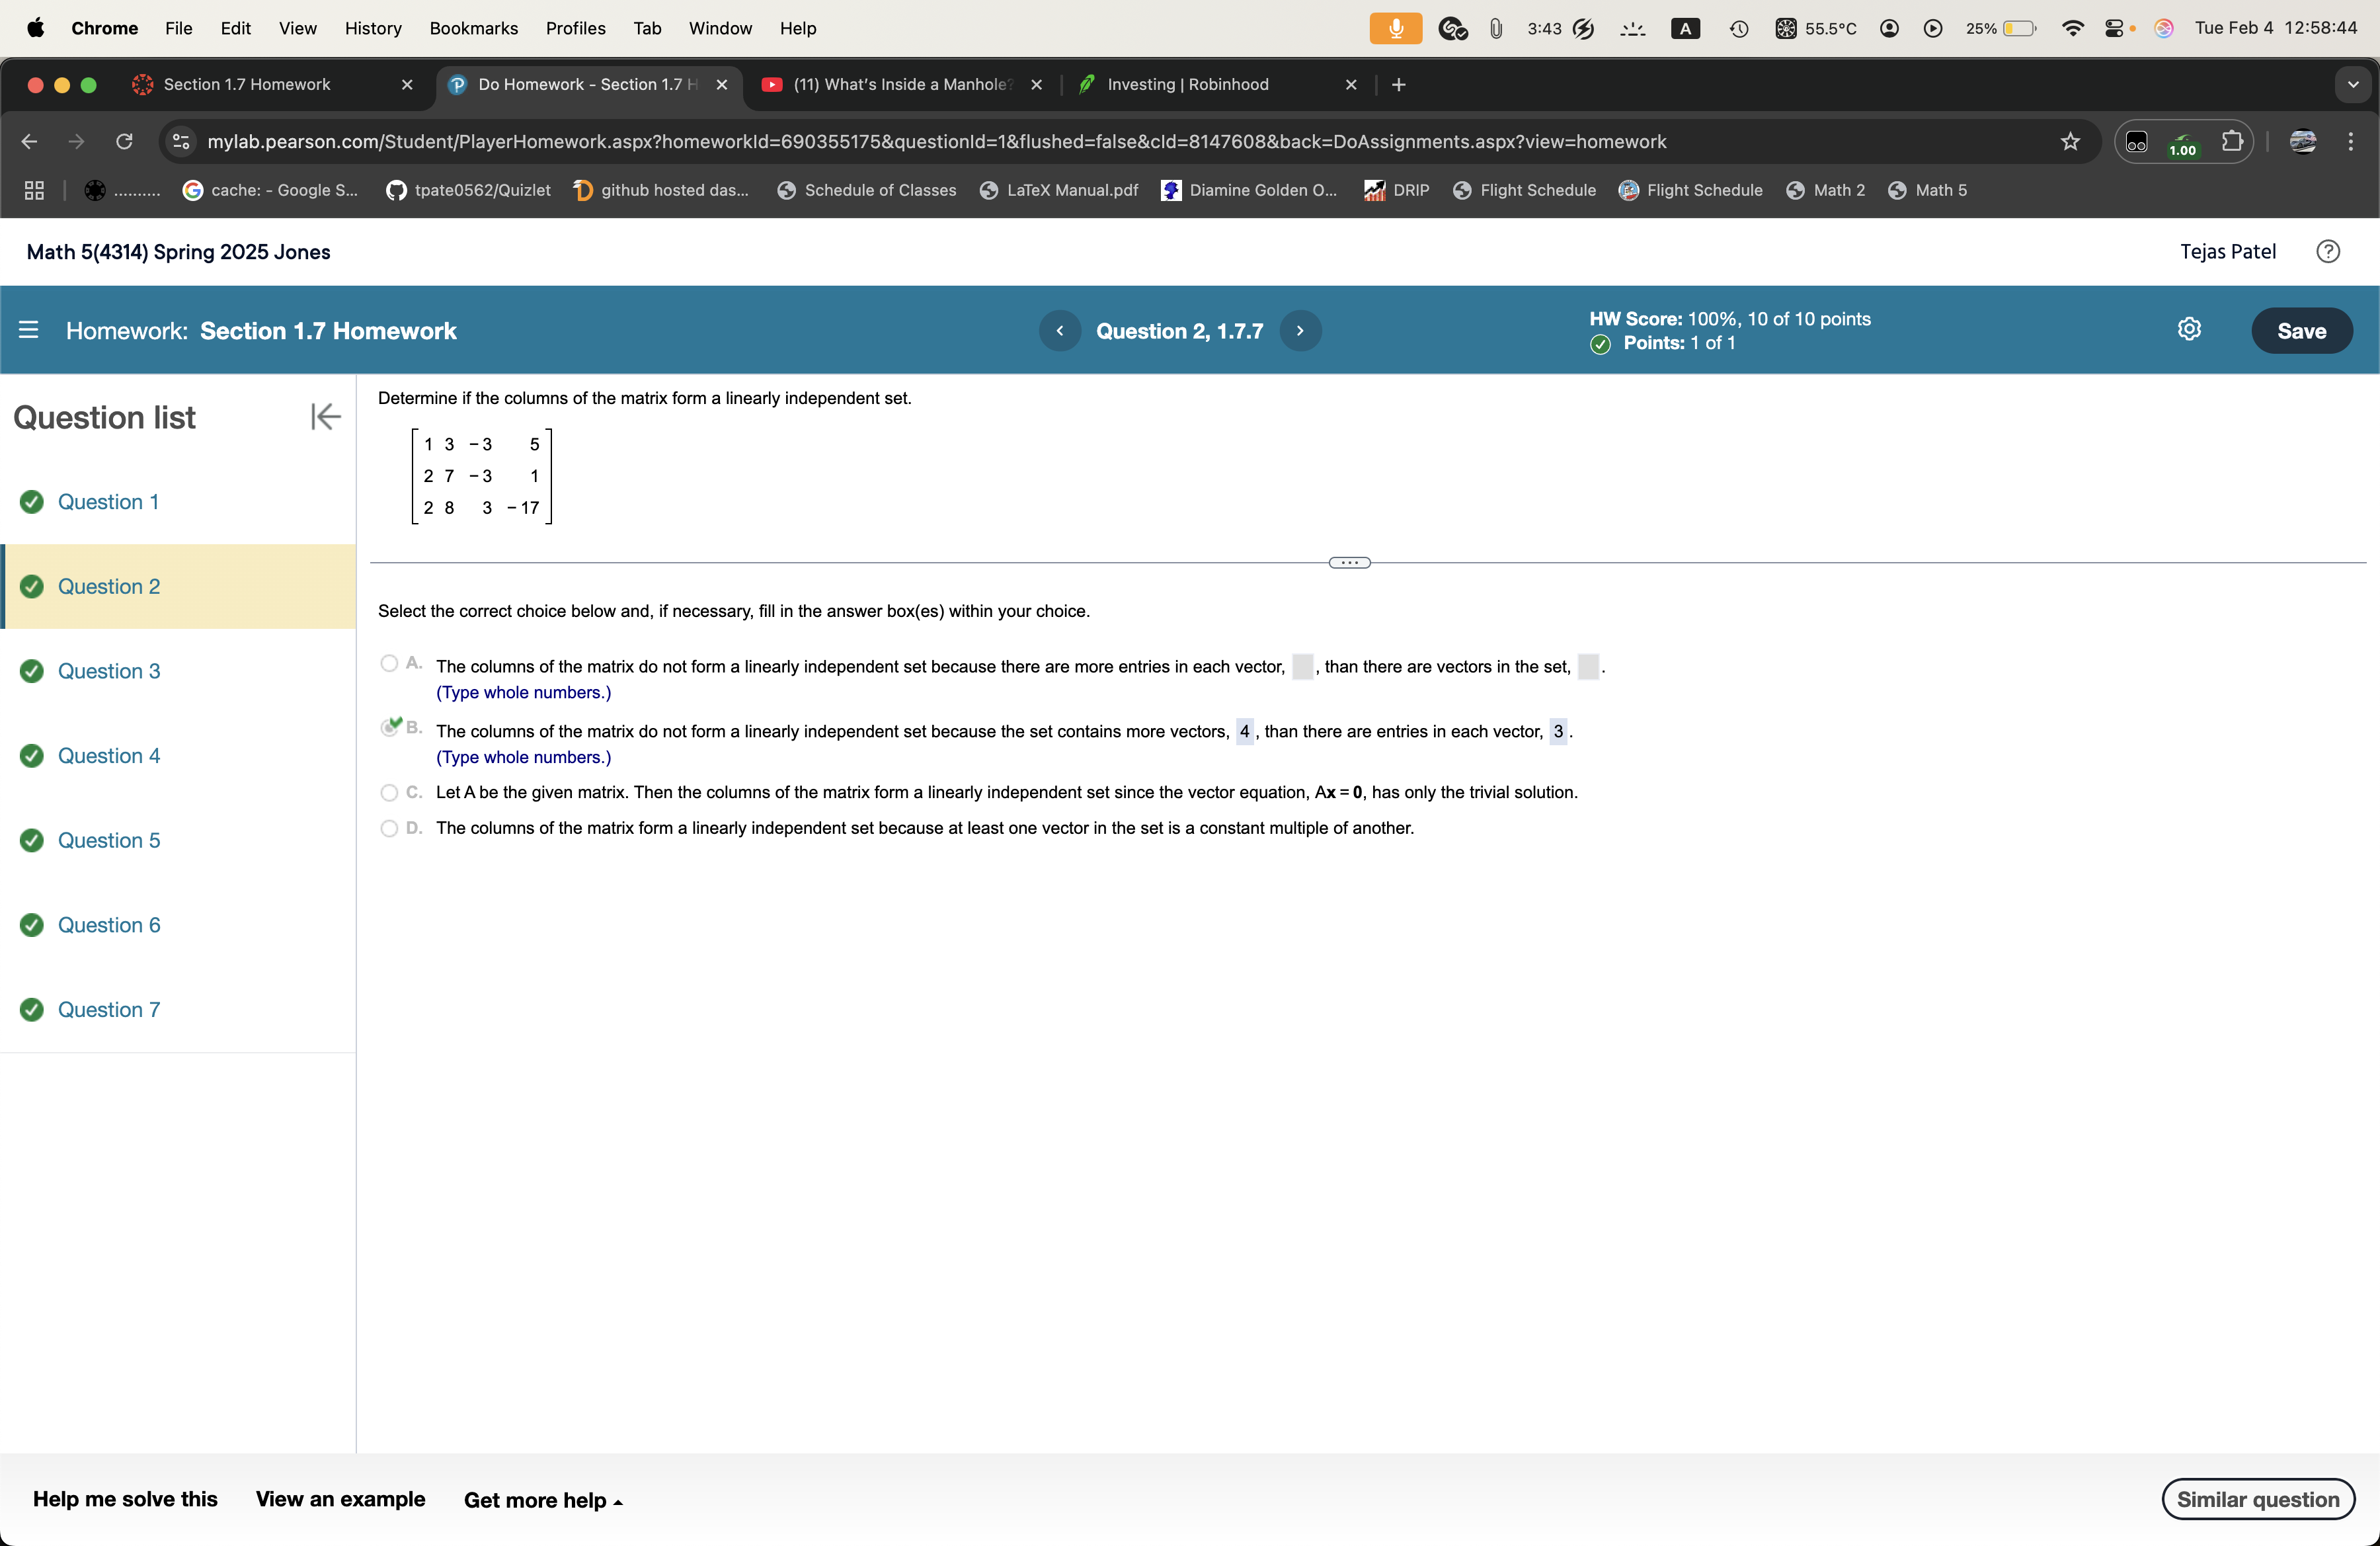 Chrome File Edit View History Bookmarks Profiles Tab Window Help 3:43 A 55.5°C 25% Tue Feb 4 12:58:44
Section 1.7 Homework Do Homework - Section 1.7 H (11) What's Inside a Manhole? Investing | Robinhood
mylab.pearson.com/Student/PlayerHomework.aspx?homeworkId=690355175&questionId=1&flushed=false&cId=8147608&back=DoAssignments.aspx?view=homework 1.00
.......... cache: - Google S... tpate0562/Quizlet github hosted das... Schedule of Classes LaTeX Manual.pdf Diamine Golden O... DRIP Flight Schedule Flight Schedule Math 2 Math 5
Math 5(4314) Spring 2025 Jones Tejas Patel
Homework: Section 1.7 Homework Question 2, 1.7.7 HW Score: 100%, 10 of 10 points
Points: 1 of 1
Save
Question list
Question 1
Question 2
Question 3
Question 4
Question 5
Question 6
Question 7
Determine if the columns of the matrix form a linearly independent set.
1 3 −3 5
2 7 −3 1
2 8 3 −17
Select the correct choice below and, if necessary, fill in the answer box(es) within your choice.
A. The columns of the matrix do not form a linearly independent set because there are more entries in each vector, , than there are vectors in the set, .
(Type whole numbers.)
B. The columns of the matrix do not form a linearly independent set because the set contains more vectors, 4, than there are entries in each vector, 3.
(Type whole numbers.)
C. Let A be the given matrix. Then the columns of the matrix form a linearly independent set since the vector equation, Ax = 0, has only the trivial solution.
D. The columns of the matrix form a linearly independent set because at least one vector in the set is a constant multiple of another.
Help me solve this View an example Get more help Similar question